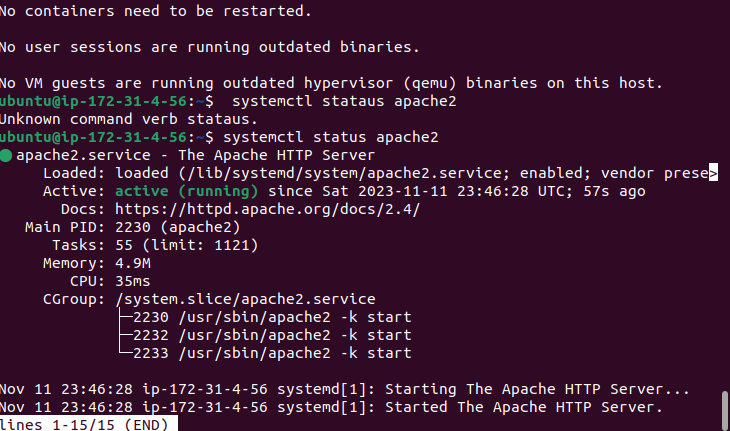 No containers need to be restarted.
No user sessions are running outdated binaries.
No VM guests are running outdated hypervisor (qemu) binaries on this host.
ubuntu@ip-172-31-4-56:~$  systemctl stataus apache2
Unknown command verb stataus.
ubuntu@ip-172-31-4-56:~$ systemctl status apache2
● apache2.service - The Apache HTTP Server
     Loaded: loaded (/lib/systemd/system/apache2.service; enabled; vendor prese>
     Active: active (running) since Sat 2023-11-11 23:46:28 UTC; 57s ago
       Docs: https://httpd.apache.org/docs/2.4/
   Main PID: 2230 (apache2)
      Tasks: 55 (limit: 1121)
     Memory: 4.9M
        CPU: 35ms
     CGroup: /system.slice/apache2.service
             ├─2230 /usr/sbin/apache2 -k start
             ├─2232 /usr/sbin/apache2 -k start
             └─2233 /usr/sbin/apache2 -k start
Nov 11 23:46:28 ip-172-31-4-56 systemd[1]: Starting The Apache HTTP Server...
Nov 11 23:46:28 ip-172-31-4-56 systemd[1]: Started The Apache HTTP Server.
lines 1-15/15 (END)